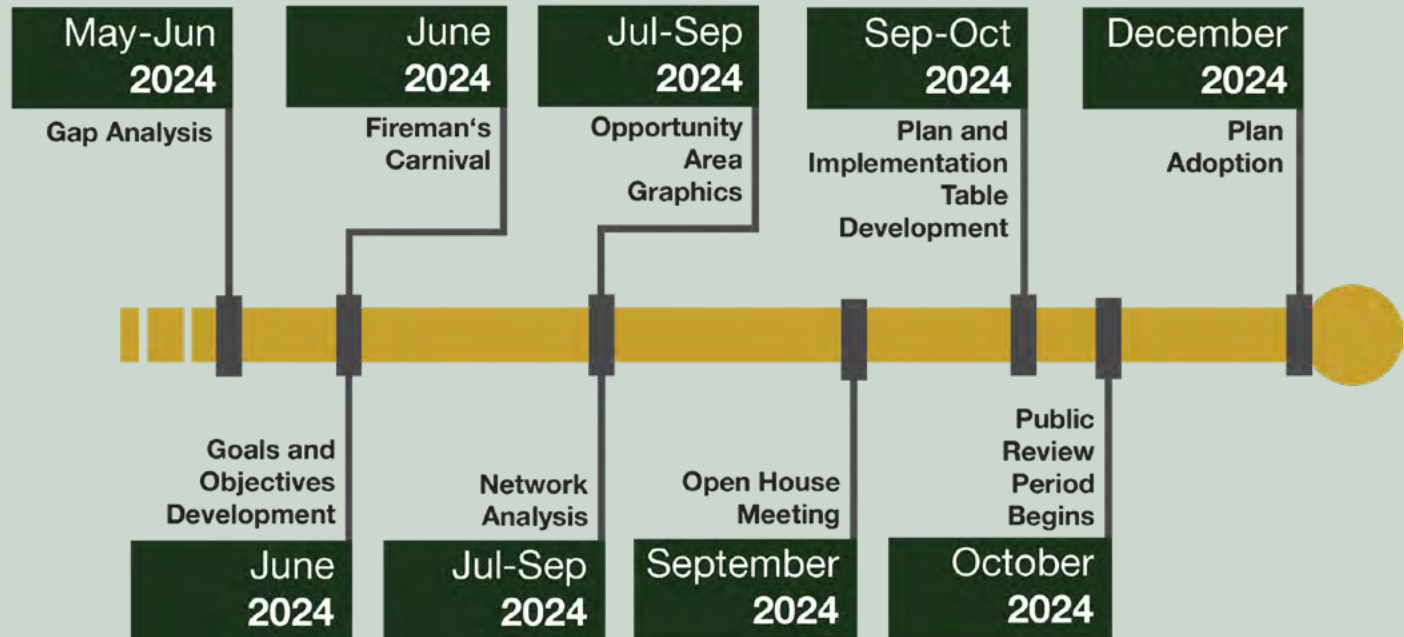 May-Jun
2024
Gap Analysis
June
2024
Fireman‘s
Carnival
Jul-Sep
2024
Opportunity
Area
Graphics
Sep-Oct
2024
Plan and
Implementation
Table
Development
December
2024
Plan
Adoption
Goals and
Objectives
Development
June
2024
Network
Analysis
Jul-Sep
2024
Open House
Meeting
September
2024
Public
Review
Period
Begins
October
2024